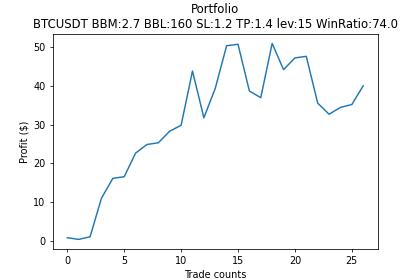 Portfolio
BTCUSDT BBM:2.7 BBL:160 SL:1.2 TP:1.4 lev:15 WinRatio:74.0
50
40
30
20
10
0
Profit ($)
0 5 10 15 20 25
Trade counts